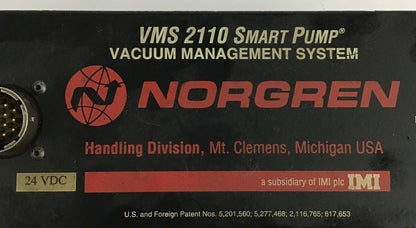 VMS 2110 SMART PUMP®
VACUUM MANAGEMENT SYSTEM
NORGREN
Handling Division, Mt. Clemens, Michigan USA
24 VDC
a subsidiary of IMI plc IMI
U.S. and Foreign Patent Nos. 5,201,560; 5,277,468; 2,116,765; 617,653